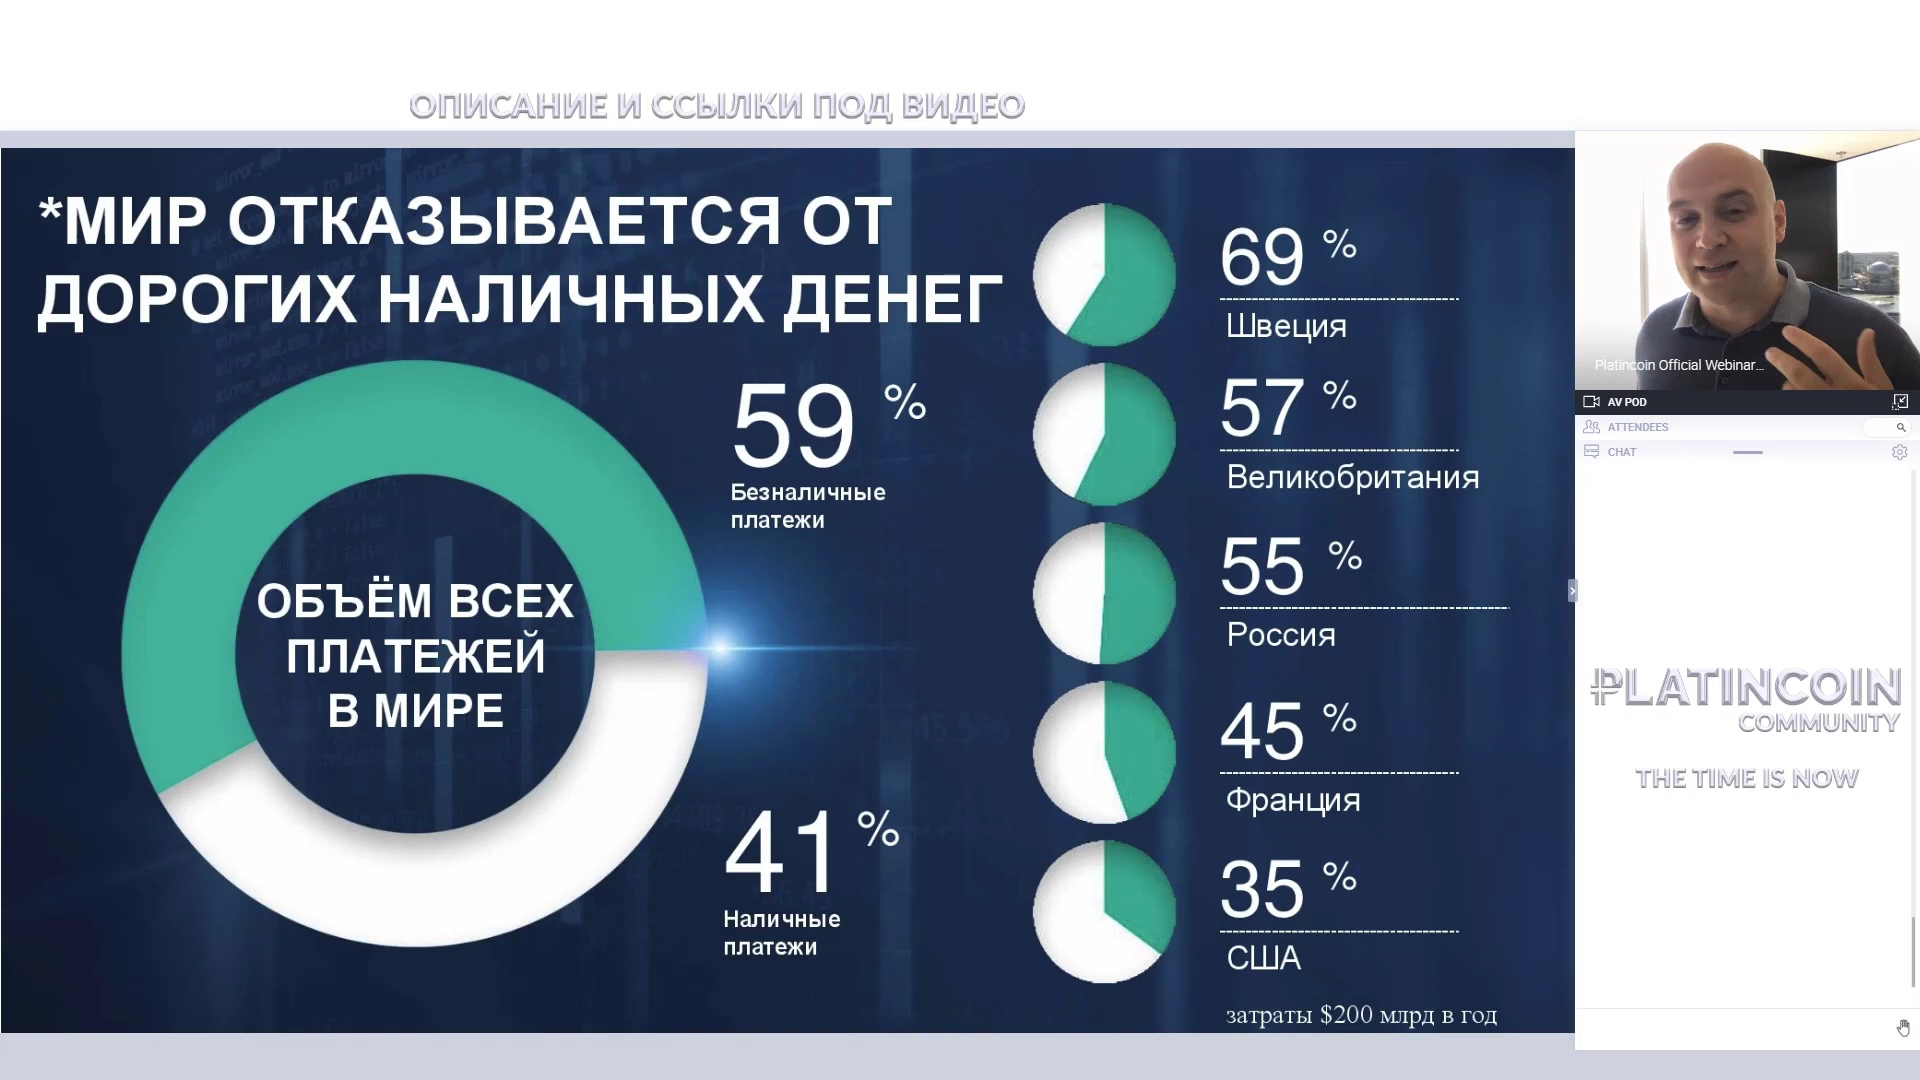 ОПИСАНИЕ И ССЫЛКИ ПОД ВИДЕО
*МИР ОТКАЗЫВАЕТСЯ ОТ
ДОРОГИХ НАЛИЧНЫХ ДЕНЕГ
ОБЪЁМ ВСЕХ
ПЛАТЕЖЕЙ
В МИРЕ
59 %
Безналичные
платежи
41 %
Наличные
платежи
69 %
Швеция
57 %
Великобритания
55 %
Россия
45 %
Франция
35 %
США
затраты $200 млрд в год
Platincoin Official Webinar...
AV POD
ATTENDEES
CHAT
PLATINCOIN
COMMUNITY
THE TIME IS NOW